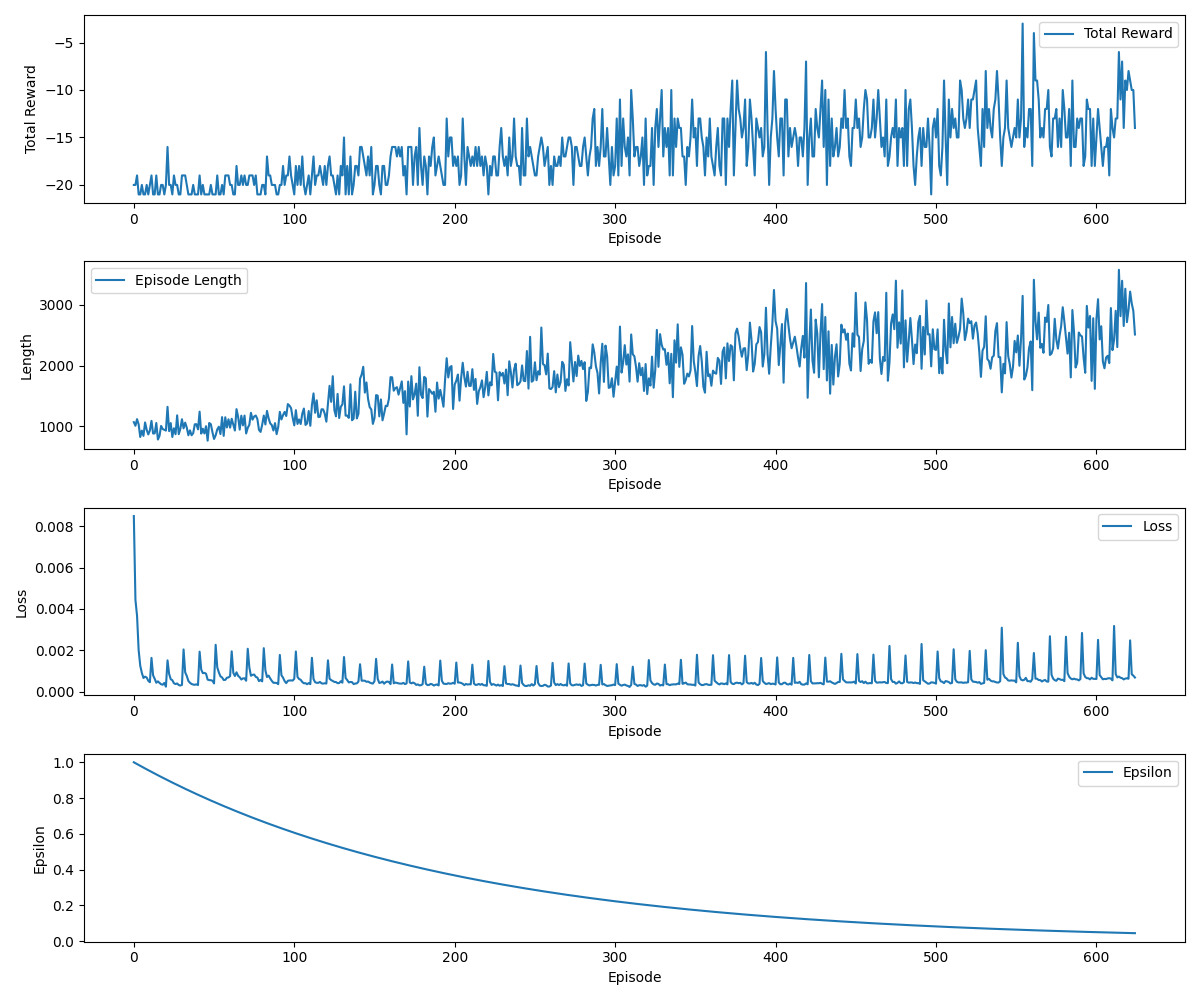 Total Reward
−5
−10
−15
−20
Total Reward
0 100 200 300 400 500 600
Episode
Episode Length
3000
2000
1000
Length
0 100 200 300 400 500 600
Episode
Loss
0.008
0.006
0.004
0.002
0.000
Loss
0 100 200 300 400 500 600
Episode
Epsilon
1.0
0.8
0.6
0.4
0.2
0.0
Epsilon
0 100 200 300 400 500 600
Episode